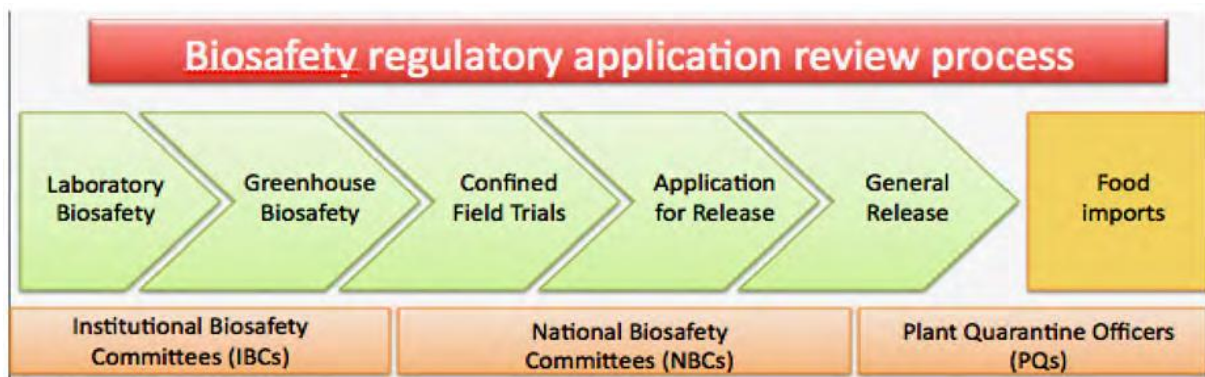 Biosafety regulatory application review process
Laboratory
Biosafety
Greenhouse
Biosafety
Confined
Field Trials
Application
for Release
General
Release
Food
imports
Institutional Biosafety
Committees (IBCs)
National Biosafety
Committees (NBCs)
Plant Quarantine Officers
(PQs)